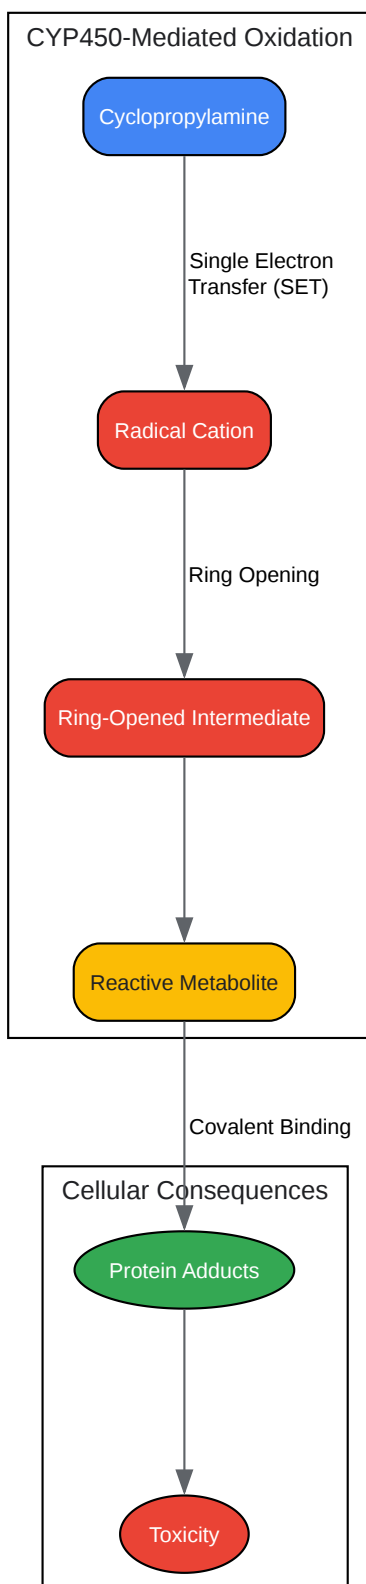 CYP450-Mediated Oxidation
Cyclopropylamine
Single Electron
Transfer (SET)
Radical Cation
Ring Opening
Ring-Opened Intermediate
Reactive Metabolite
Covalent Binding
Cellular Consequences
Protein Adducts
Toxicity